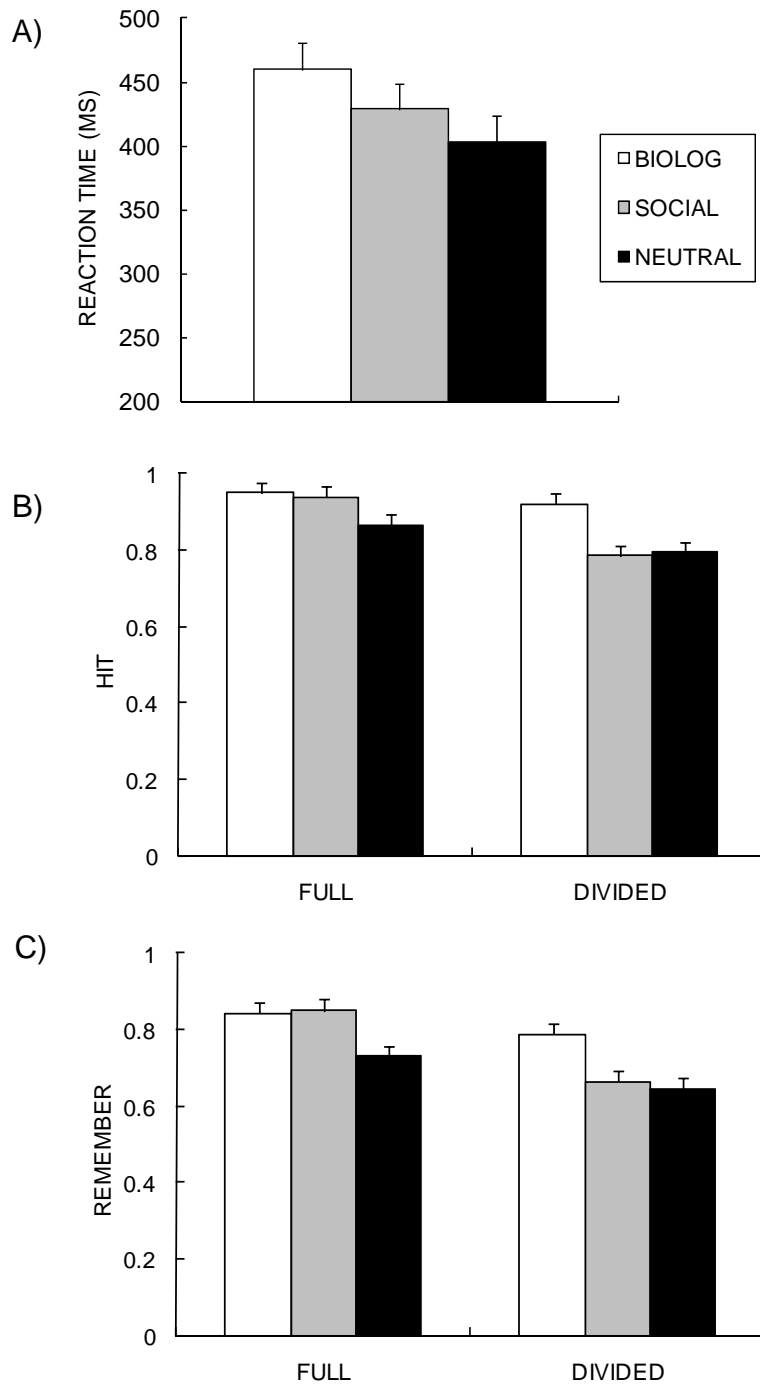 A)
REACTION TIME (MS)
500
450
400
350
300
250
200
BIOLOG
SOCIAL
NEUTRAL
B)
HIT
1
0.8
0.6
0.4
0.2
0
FULL DIVIDED
C)
REMEMBER
1
0.8
0.6
0.4
0.2
0
FULL DIVIDED